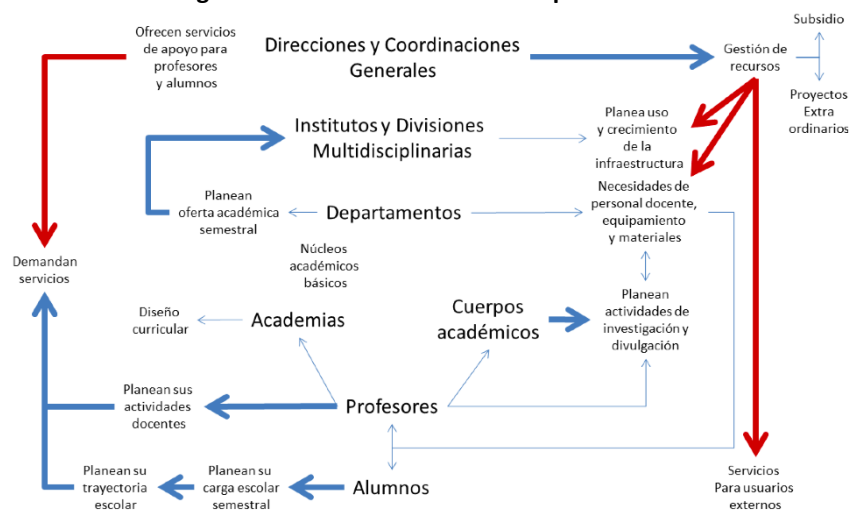 Subsidio
Ofrecen servicios
de apoyo para
profesores
y alumnos
Direcciones y Coordinaciones
Generales
Gestión de
recursos
Proyectos
Extra
ordinarios
Institutos y Divisiones
Multidisciplinarias
Planea uso
y crecimiento
de la
infraestructura
Planean
oferta académica
semestral
Departamentos
Necesidades de
personal docente,
equipamiento
y materiales
Núcleos
académicos
básicos
Demandan
servicios
Diseño
curricular
Academias
Cuerpos
académicos
Planean
actividades de
investigación y
divulgación
Planean sus
actividades
docentes
Profesores
Planean su
trayectoria
escolar
Planean su
carga escolar
semestral
Alumnos
Servicios
Para usuarios
externos